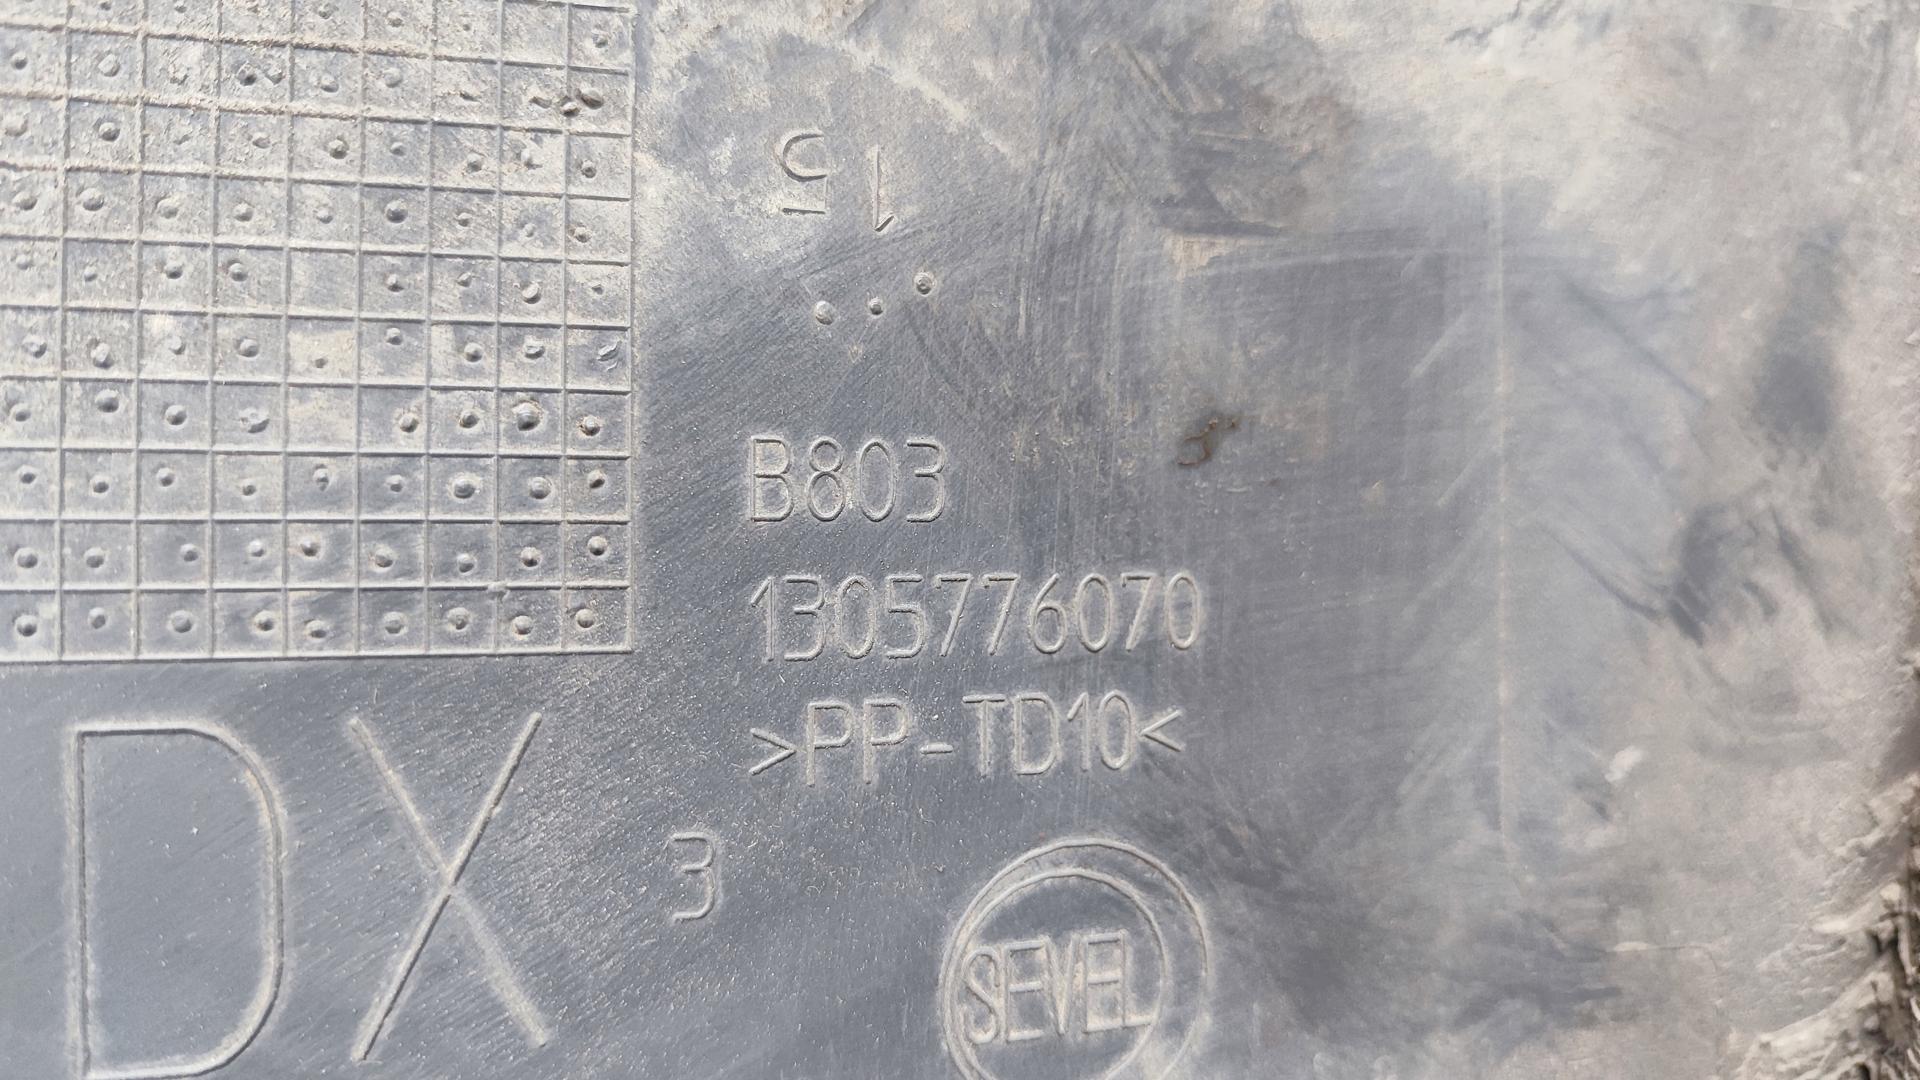 15
B803
1305776070
>PP-TD10<
DX
3
SEVEL